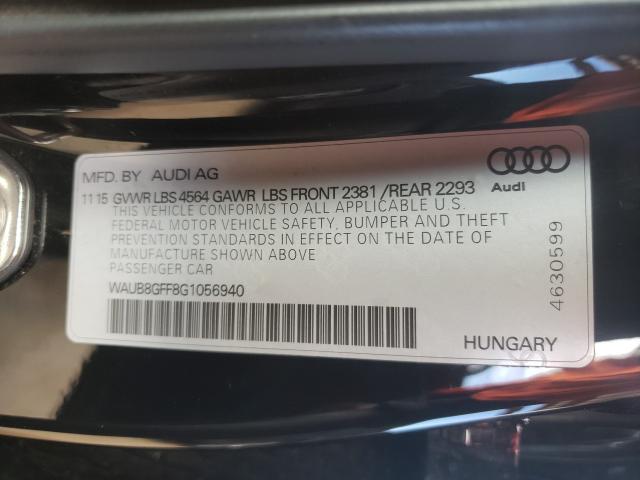 MFD. BY AUDI AG
11 15 GVWR LBS 4564 GAWR LBS FRONT 2381 /REAR 2293
THIS VEHICLE CONFORMS TO ALL APPLICABLE U.S.
FEDERAL MOTOR VEHICLE SAFETY, BUMPER AND THEFT
PREVENTION STANDARDS IN EFFECT ON THE DATE OF
MANUFACTURE SHOWN ABOVE
PASSENGER CAR
WAUB8GFF8G1056940
Audi
4630599
HUNGARY